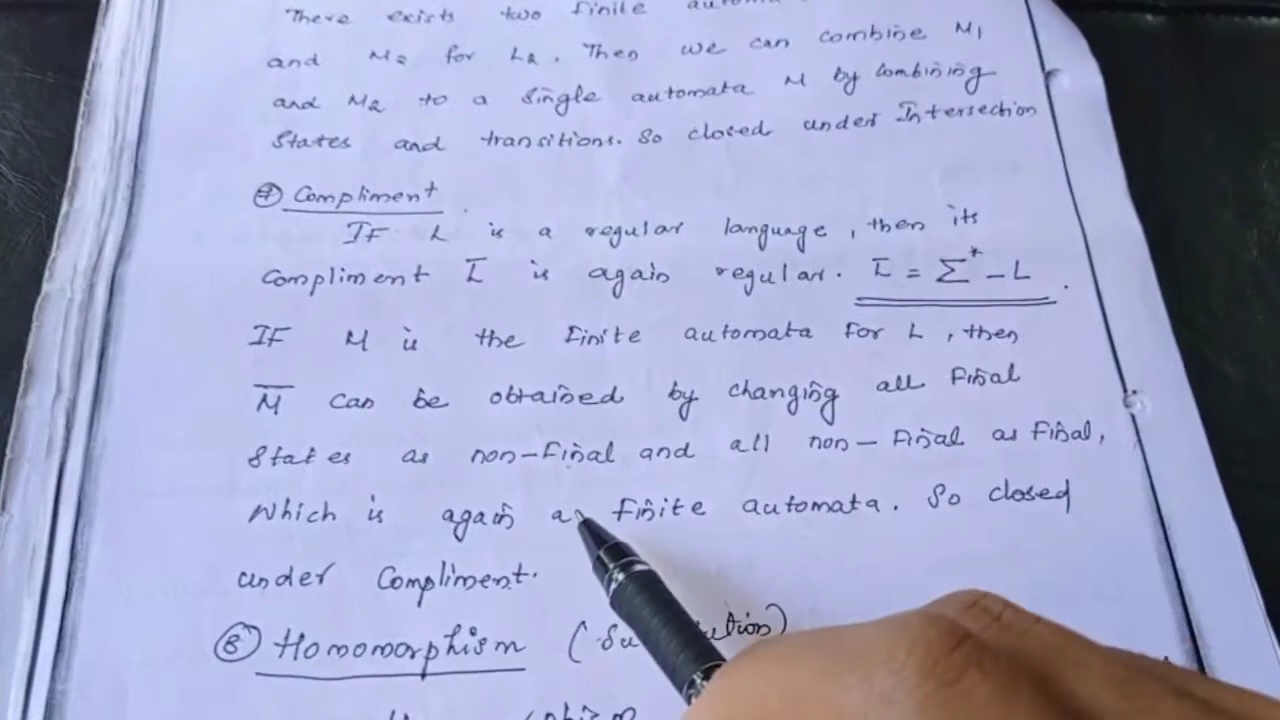 There exists two finite
and M2 for L2. Then we can combine M1
and M2 to a single automata M by combining
states and transitions. So closed under Intersection
⑦ Compliment
If L is a regular language, then its
compliment L̅ is again regular. L̅ = Σ* - L.
If M is the finite automata for L, then
M̅ can be obtained by changing all final
states as non-final and all non-final as final,
which is again a finite automata. So closed
under compliment.
⑧ Homomorphism